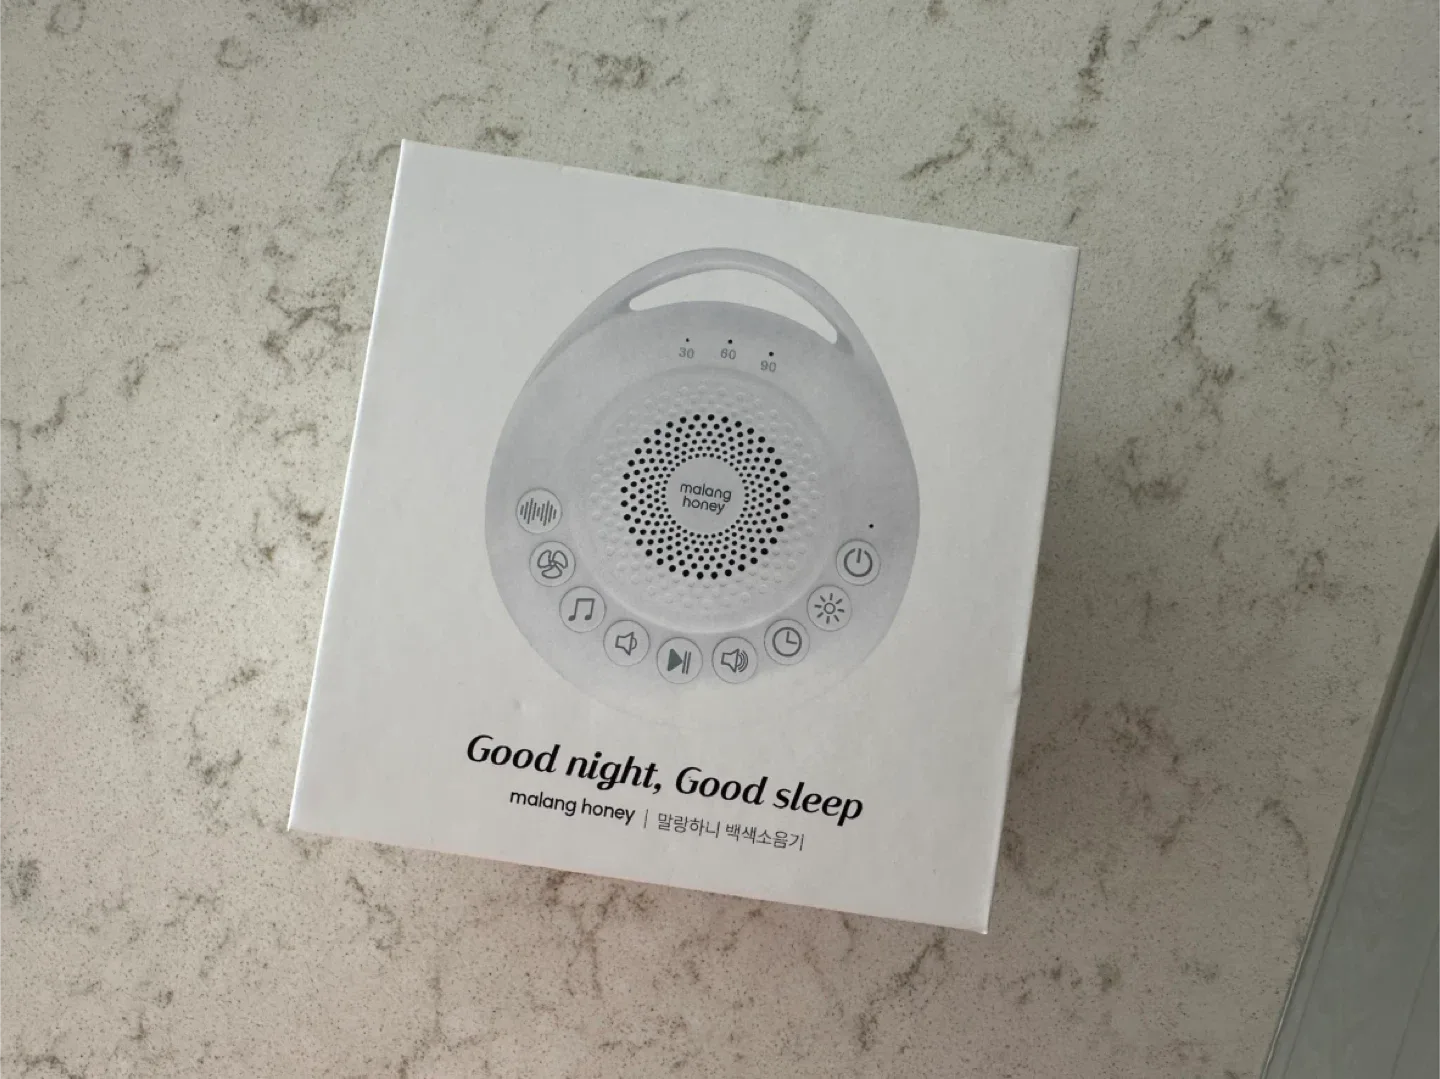 30 60 90
malang
honey
Good night, Good sleep
malang honey | 말랑하니 백색소음기